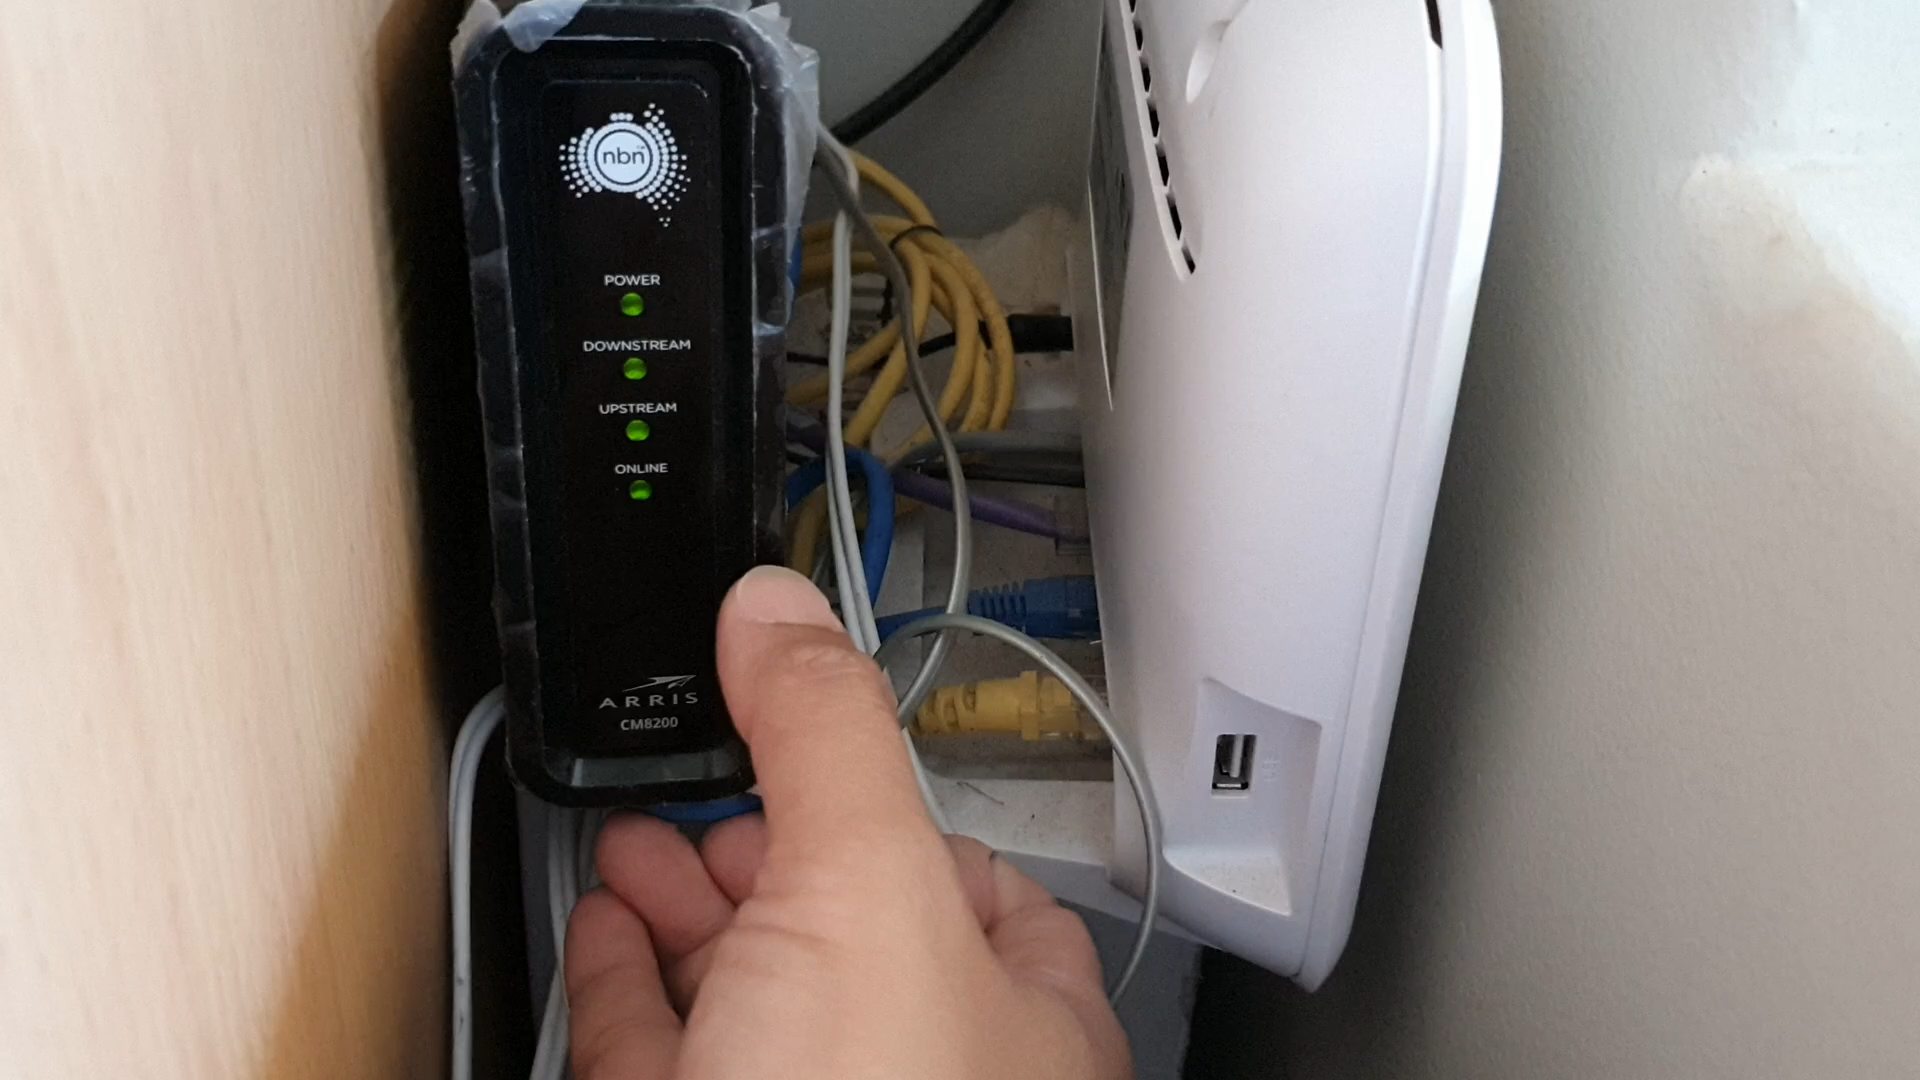 nbn
POWER
DOWNSTREAM
UPSTREAM
ONLINE
ARRIS
CM8200